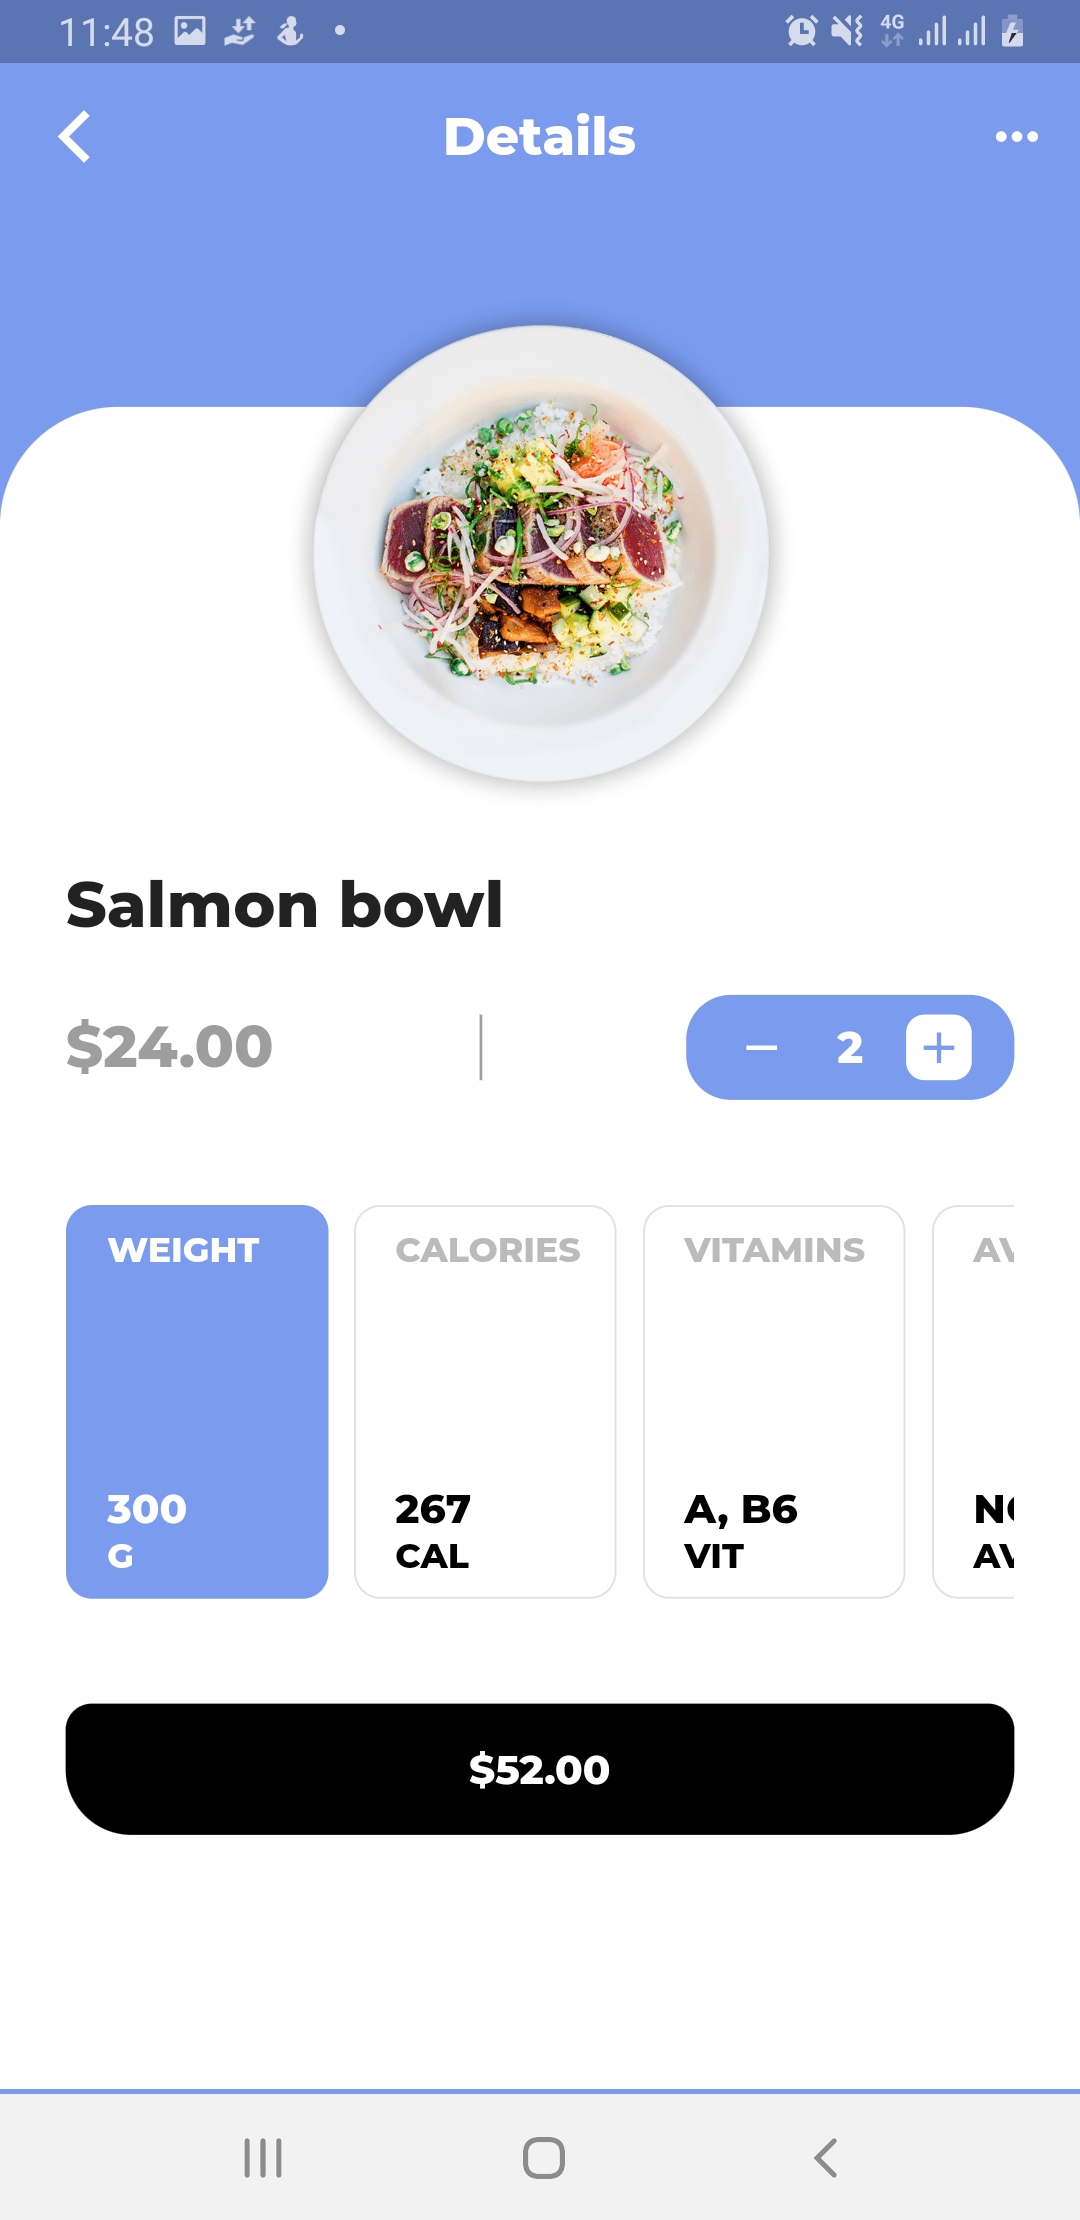 11:48
4G
Details
Salmon bowl
$24.00
2
WEIGHT
300
G
CALORIES
267
CAL
VITAMINS
A, B6
VIT
AV
NO
AV
$52.00